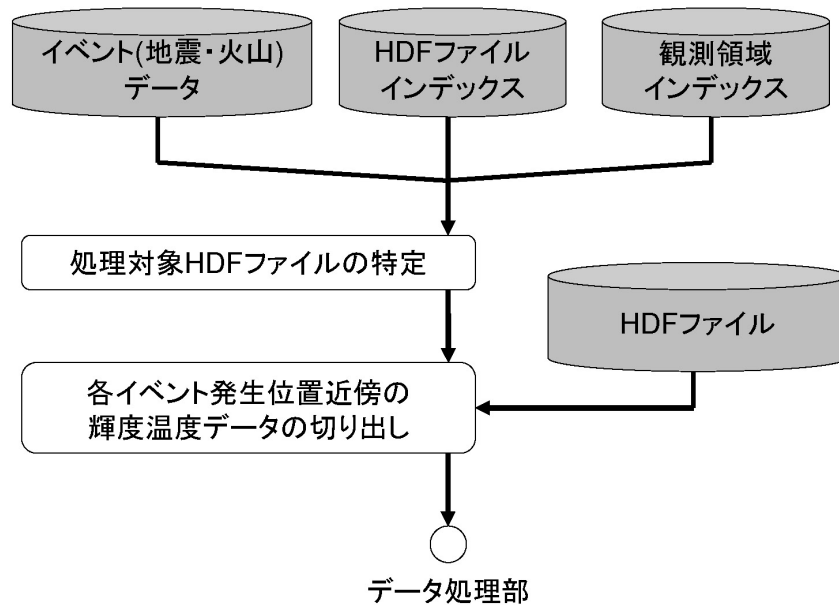 イベント(地震・火山)
データ
HDFファイル
インデックス
観測領域
インデックス
処理対象HDFファイルの特定
HDFファイル
各イベント発生位置近傍の
輝度温度データの切り出し
データ処理部